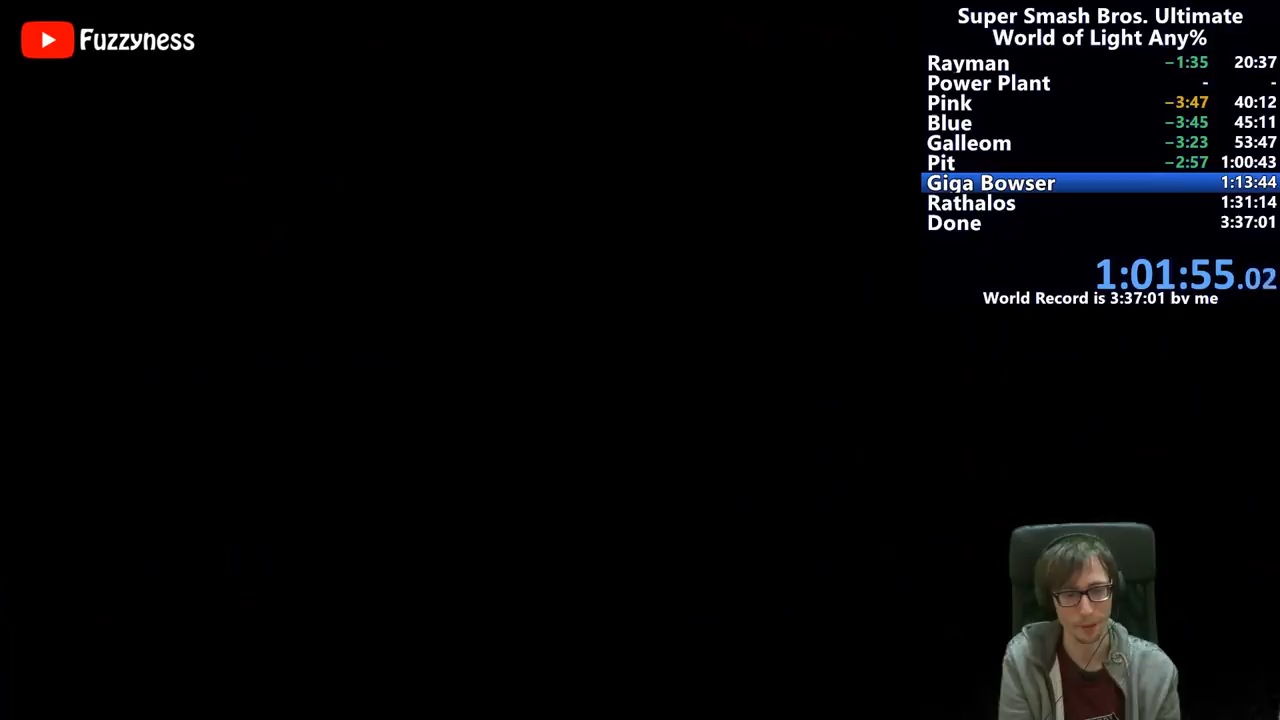 Fuzzyness
Super Smash Bros. Ultimate
World of Light Any%
Rayman -1:35 20:37
Power Plant - -
Pink -3:47 40:12
Blue -3:45 45:11
Galleom -3:23 53:47
Pit -2:57 1:00:43
Giga Bowser 1:13:44
Rathalos 1:31:14
Done 3:37:01
1:01:55.02
World Record is 3:37:01 by me